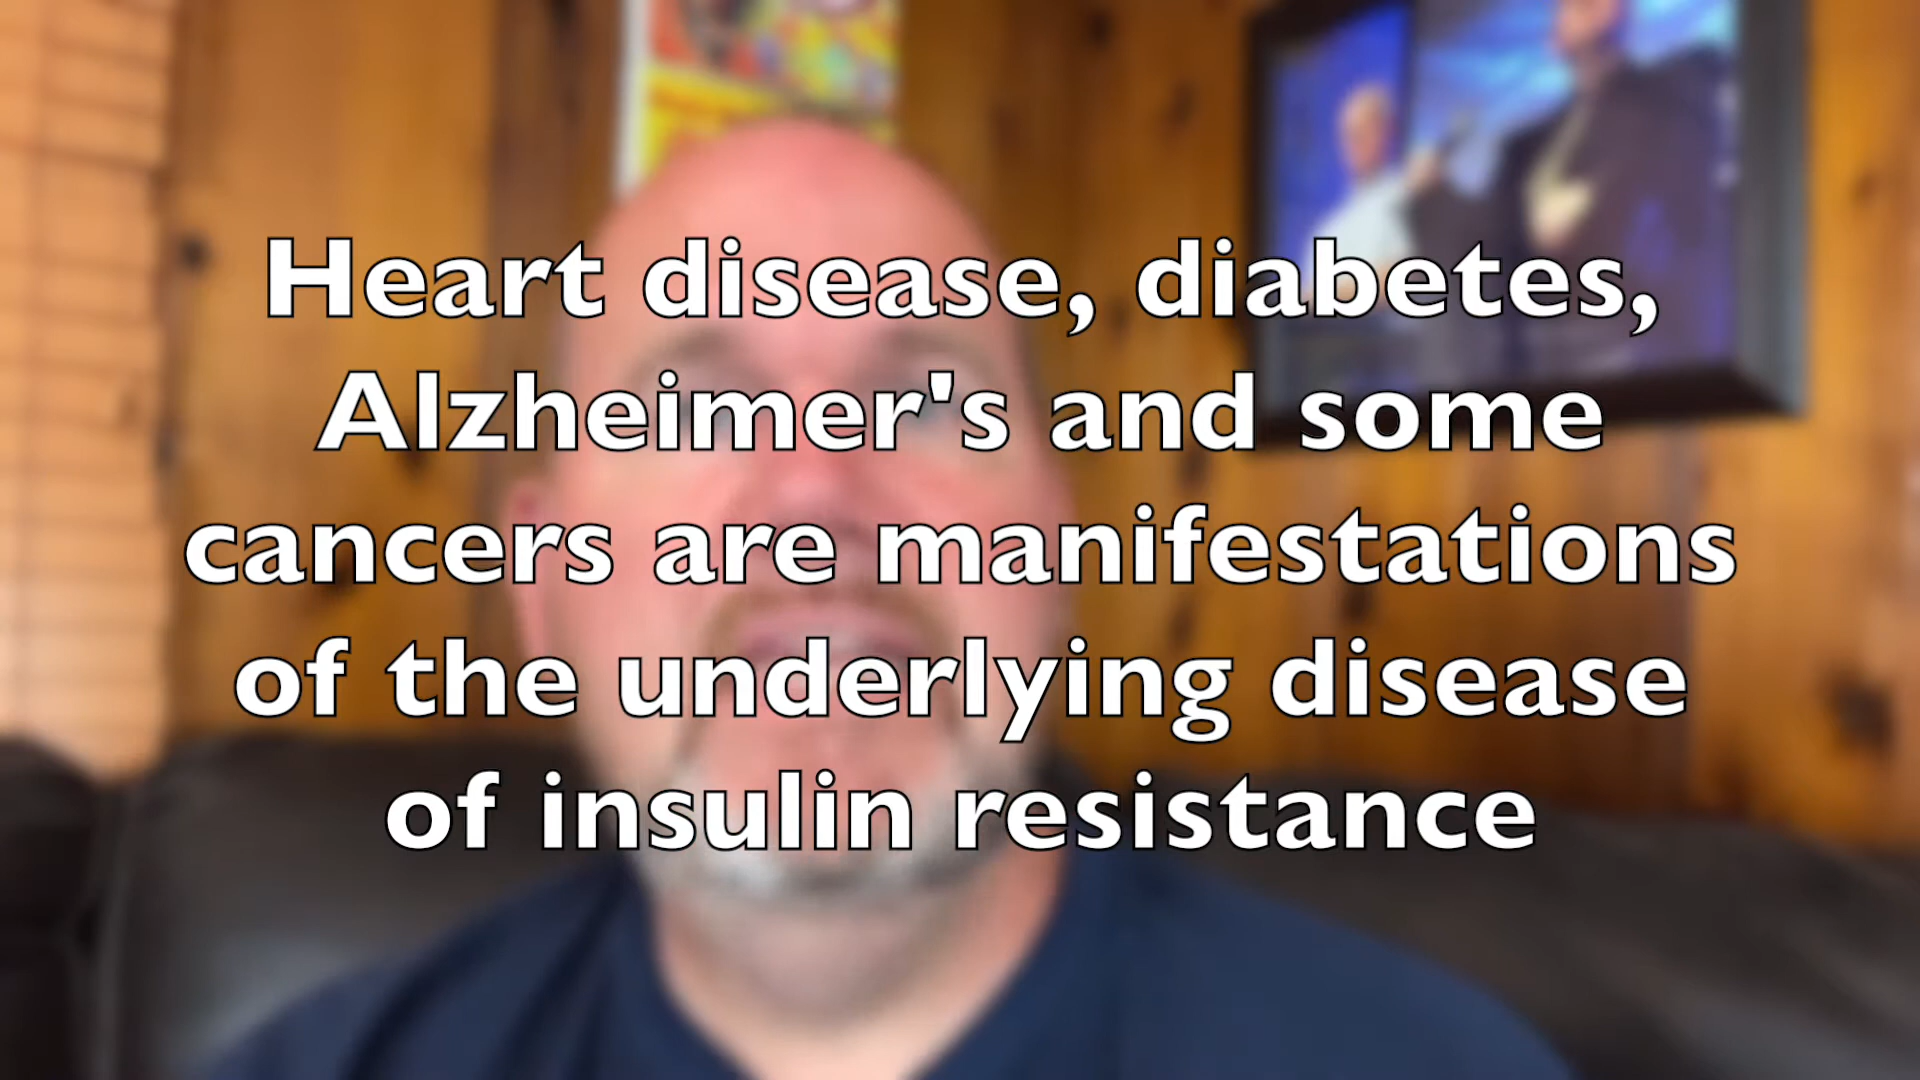 Heart disease, diabetes,
Alzheimer's and some
cancers are manifestations
of the underlying disease
of insulin resistance